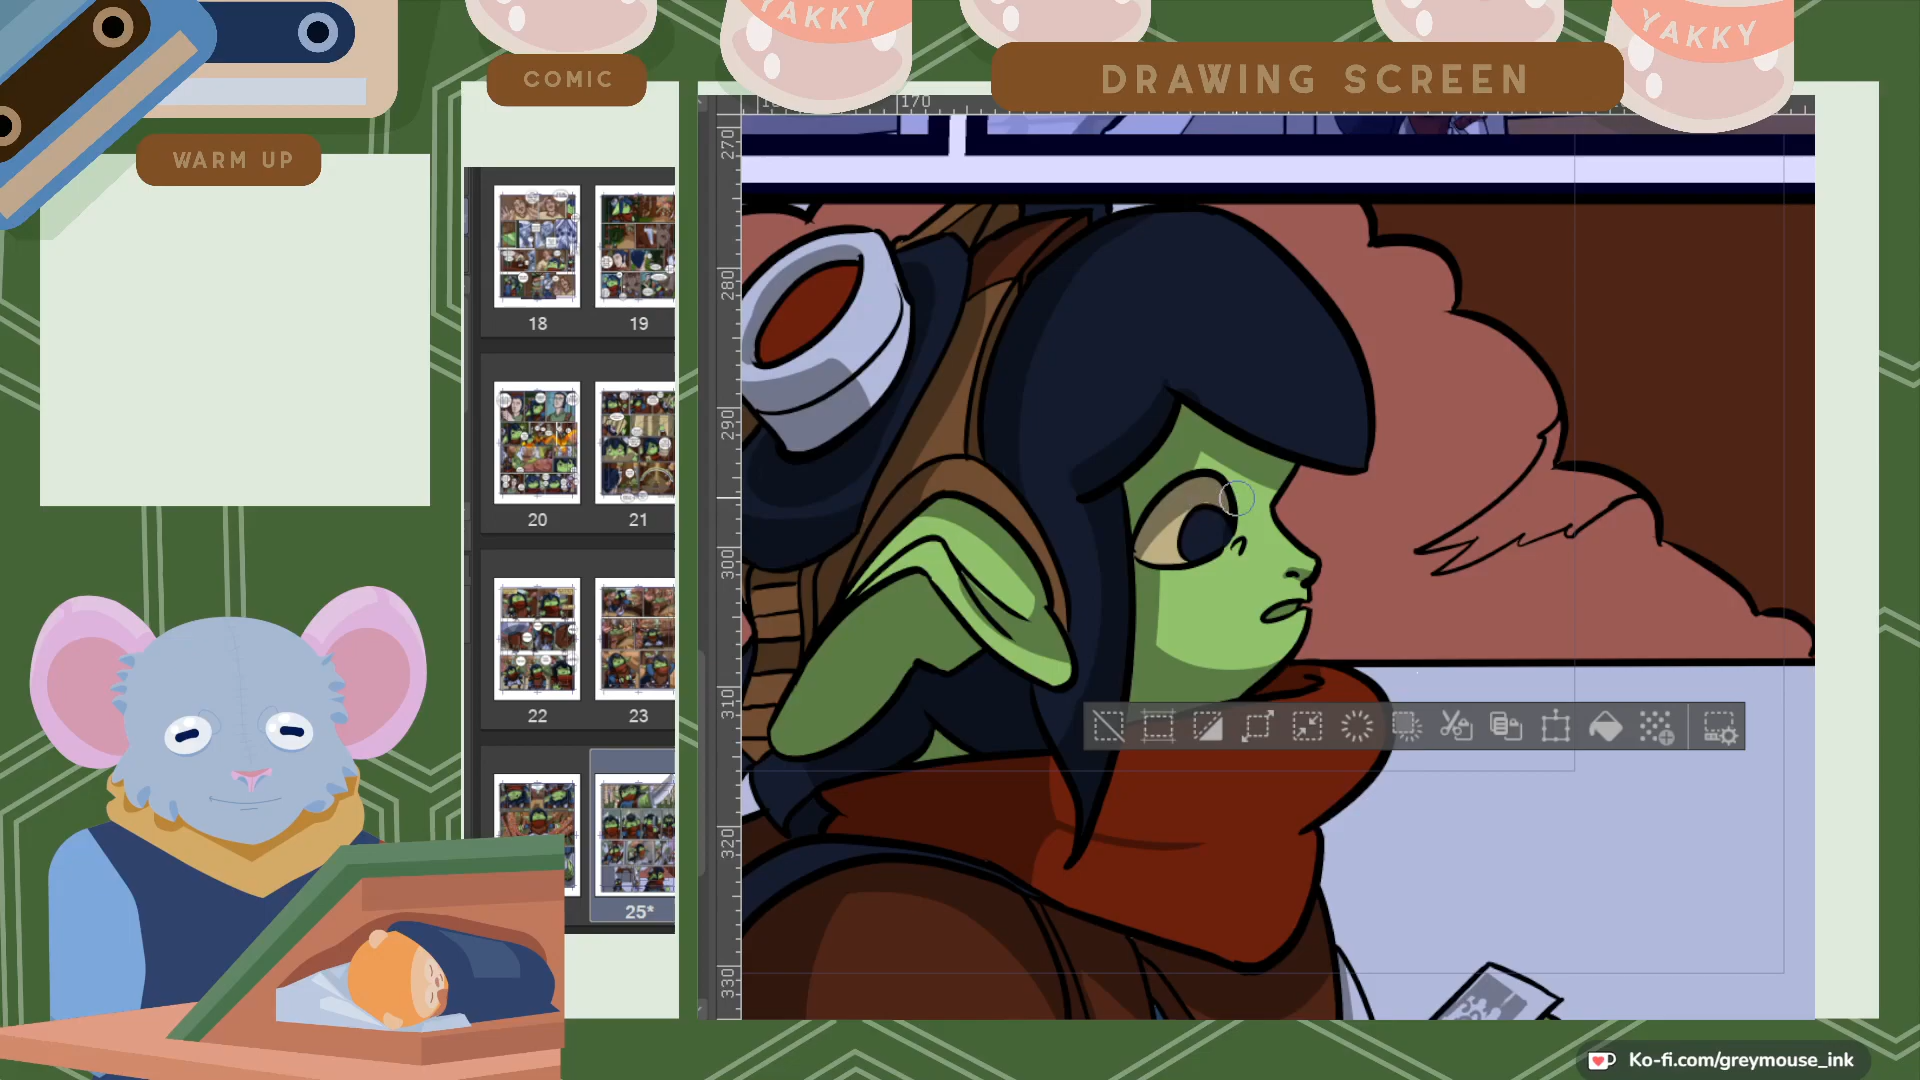 YAKKY
YAKKY
COMIC
DRAWING SCREEN
WARM UP
170
270
280
290
300
310
320
330
18
19
20
21
22
23
25*
Ko-fi.com/greymouse_ink